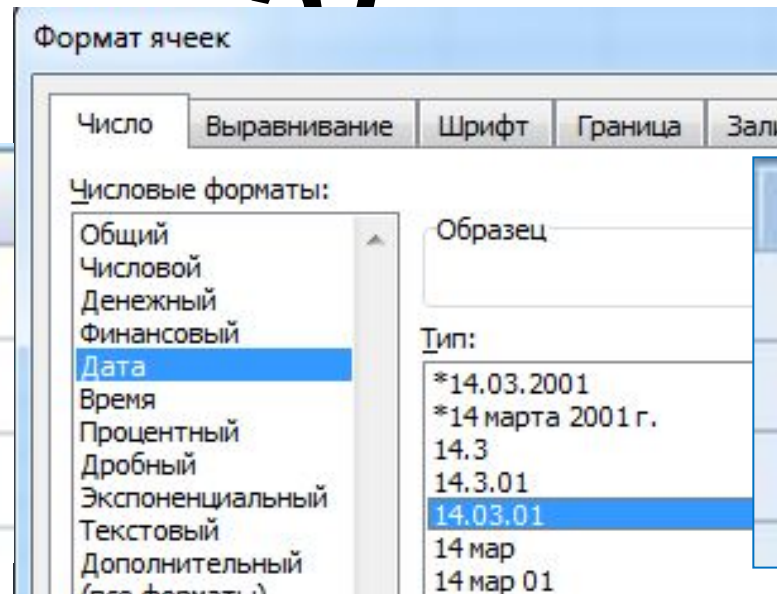 Формат ячеек
Число Выравнивание Шрифт Граница
Числовые форматы:
Общий
Числовой
Денежный
Финансовый
Дата
Время
Процентный
Дробный
Экспоненциальный
Текстовый
Дополнительный
(все форматы)
Образец
Тип:
*14.03.2001
*14 марта 2001 г.
14.3
14.3.01
14.03.01
14 мар
14 мар 01